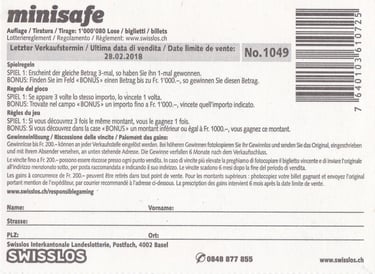 minisafe
Auflage / Tiratura / Tirage: 1'000'080 Lose / biglietti / billets
Lotteriereglement / Regolamento / Règlement: www.swisslos.ch
Letzter Verkaufstermin / Ultima data di vendita / Date limite de vente:
28.02.2018
No.1049
7640103610725
Spielregeln
SPIEL 1: Erscheint der gleiche Betrag 3-mal, so haben Sie ihn 1-mal gewonnen.
BONUS: Finden Sie im Feld «BONUS» einen Betrag bis zu Fr. 1'000.–, so gewinnen Sie diesen Betrag.
Regole del gioco
SPIEL 1: Se appare 3 volte lo stesso importo, lo vincete 1 volta.
BONUS: Trovate nel campo «BONUS» un importo fino a Fr. 1'000.–, vincete quell'importo indicato.
Règles du jeu
SPIEL 1: Si vous découvrez 3 fois le même montant, vous le gagnez 1 fois.
BONUS: Si vous découvrez dans la case «BONUS» un montant inférieur ou égal à Fr. 1000.–, vous gagnez ce montant.
Gewinneinlösung / Riscossione delle vincite / Paiement des gains:
Gewinnlose bis Fr. 200.– können an jeder Verkaufsstelle eingelöst werden. Bei höheren Gewinnen fotokopieren Sie Ihr Gewinnlos und senden Sie das Original, eingeschrieben
und mit Ihrem Absender versehen, an unten stehende Adresse. Die Gewinne verfallen 6 Monate nach dem Verkaufsschluss.
Le vincite fino a Fr. 200.– possono essere riscosse presso ogni punto vendita. In caso di vincite più elevate la preghiamo di fotocopiare il biglietto vincente e di inviare l'originale
all'indirizzo menzionato sotto, per posta raccomandata e indicando il suo indirizzo. Le vincite scadono 6 mesi dopo la fine del periodo di vendita.
Les gains à concurrence de Fr. 200.– peuvent être retirés dans tout point de vente. Pour les montants supérieurs: photocopiez votre billet gagnant et envoyez l'original
portant mention de l'expéditeur, par courrier recommandé à l'adresse ci-dessous. La prescription des gains intervient 6 mois après la date limite de vente.
www.swisslos.ch/responsiblegaming
Name:
Vorname:
Strasse:
PLZ:
Ort:
Swisslos Interkantonale Landeslotterie, Postfach, 4002 Basel
SWISSLOS
0848 877 855
www.swisslos.ch